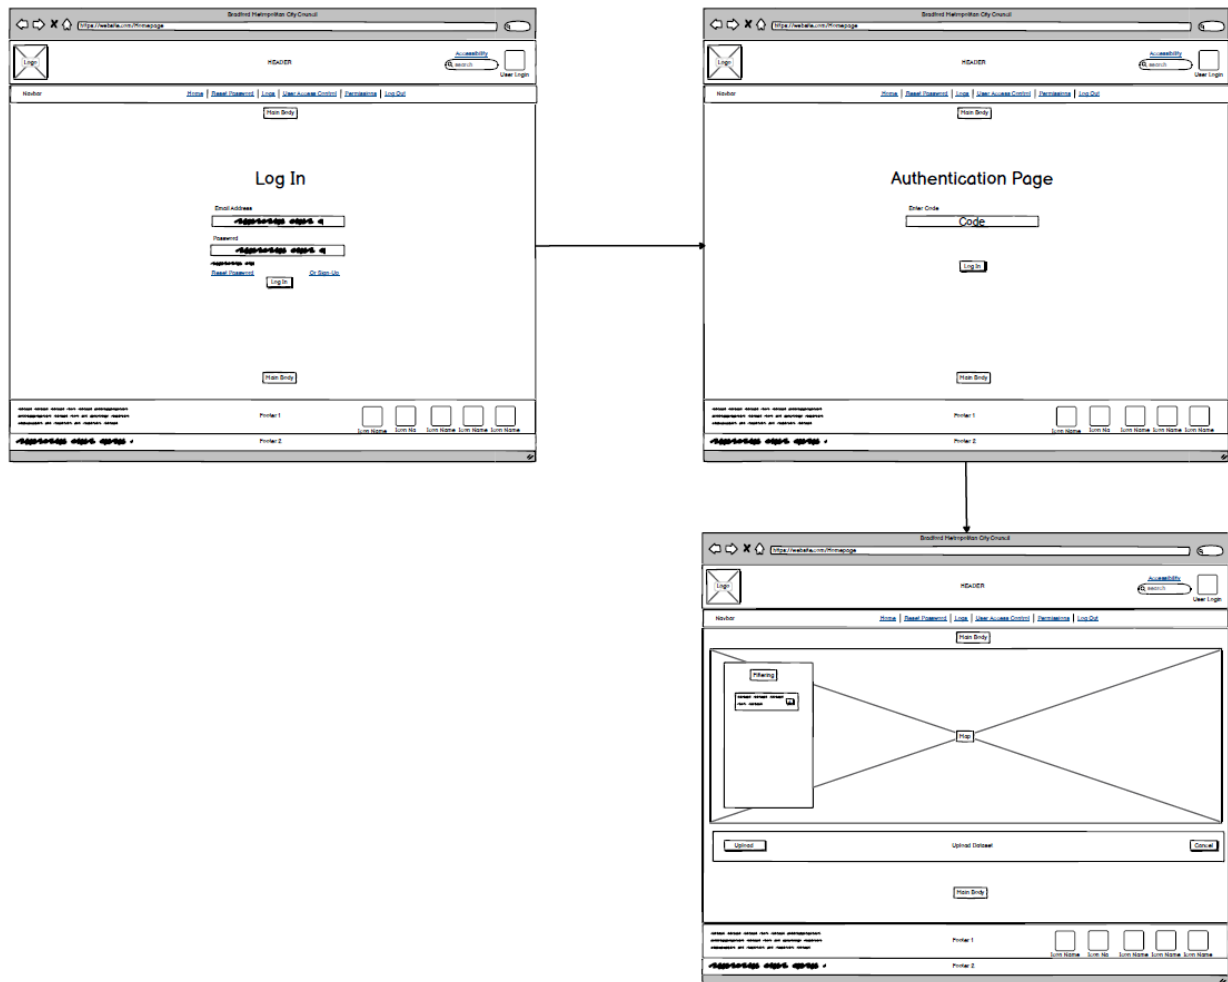 Bradford Metropolitan City Council
https://website.com/Homepage
Logo
HEADER
Accessibility
search
User Login
Navbar
Home | Reset Password | Logs | User Access Control | Permissions | Log Out
Main Body
Log In
Email Address
Password
Reset Password
Or Sign-Up
Log In
Main Body
Footer 1
Icon Name Icon Na Icon Name Icon Name Icon Name
Footer 2
Bradford Metropolitan City Council
https://website.com/Homepage
Logo
HEADER
Accessibility
search
User Login
Navbar
Home | Reset Password | Logs | User Access Control | Permissions | Log Out
Main Body
Authentication Page
Enter Code
Code
Log In
Main Body
Footer 1
Icon Name Icon Na Icon Name Icon Name Icon Name
Footer 2
Bradford Metropolitan City Council
https://website.com/Homepage
Logo
HEADER
Accessibility
search
User Login
Navbar
Home | Reset Password | Logs | User Access Control | Permissions | Log Out
Main Body
Filtering
Map
Upload
Upload Dataset
Cancel
Main Body
Footer 1
Icon Name Icon Na Icon Name Icon Name Icon Name
Footer 2